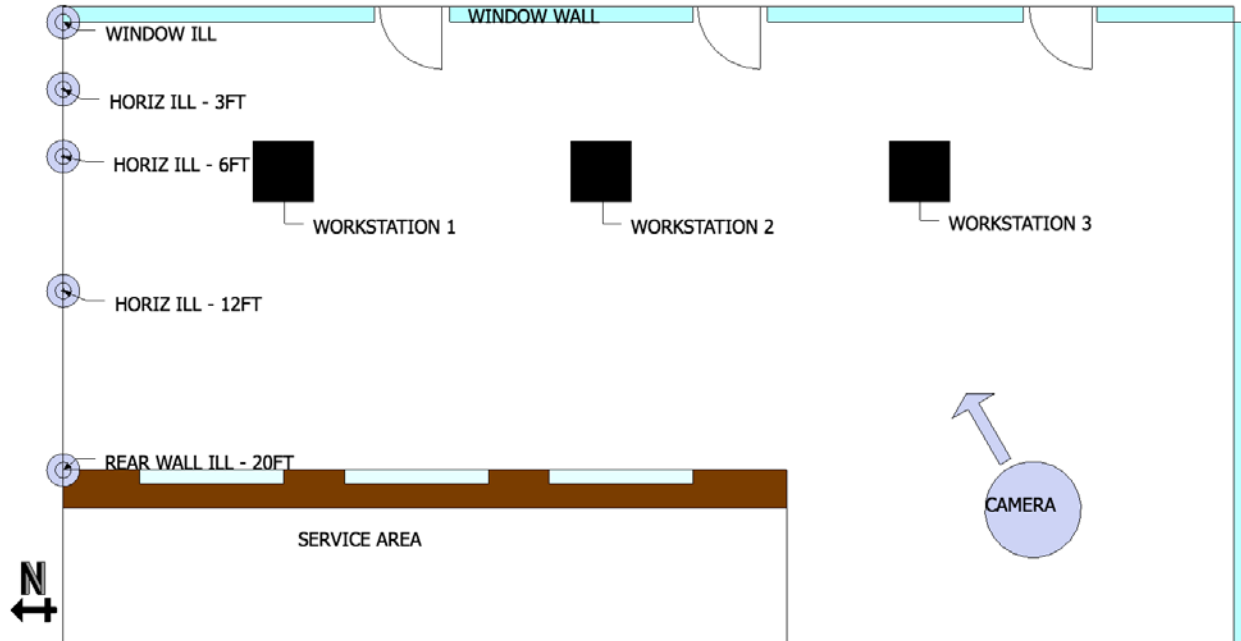 WINDOW WALL
WINDOW ILL
HORIZ ILL - 3FT
HORIZ ILL - 6FT
WORKSTATION 1
WORKSTATION 2
WORKSTATION 3
HORIZ ILL - 12FT
REAR WALL ILL - 20FT
CAMERA
SERVICE AREA
N